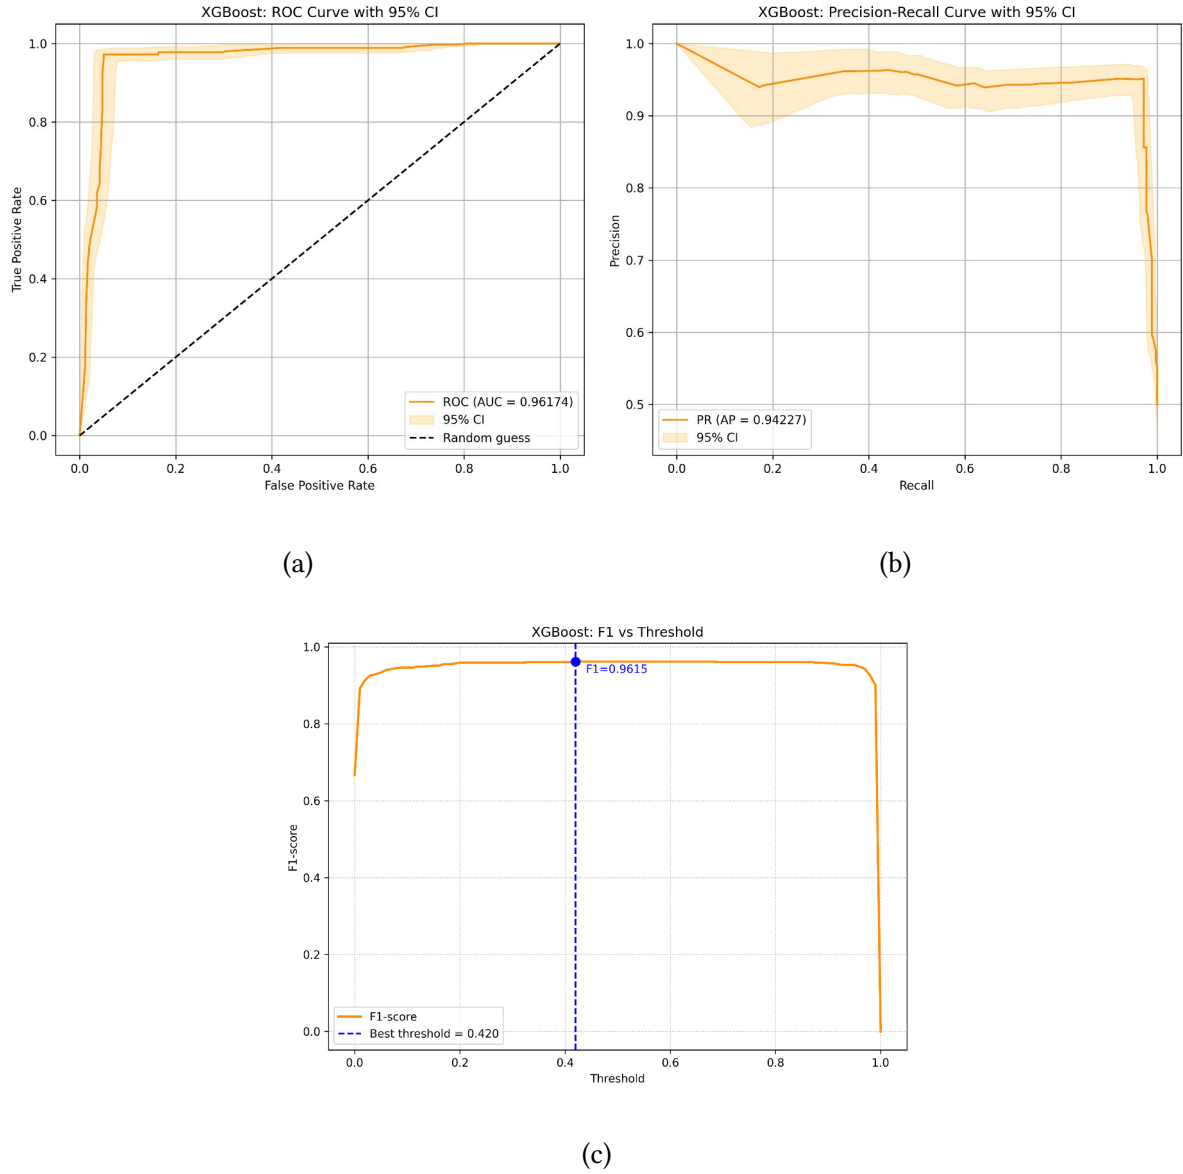 XGBoost: ROC Curve with 95% CI
True Positive Rate
1.0
0.8
0.6
0.4
0.2
0.0
0.0 0.2 0.4 0.6 0.8 1.0
False Positive Rate
ROC (AUC = 0.96174)
95% CI
Random guess
(a)
XGBoost: Precision-Recall Curve with 95% CI
Precision
1.0
0.9
0.8
0.7
0.6
0.5
0.0 0.2 0.4 0.6 0.8 1.0
Recall
PR (AP = 0.94227)
95% CI
(b)
XGBoost: F1 vs Threshold
F1-score
1.0
0.8
0.6
0.4
0.2
0.0
0.0 0.2 0.4 0.6 0.8 1.0
Threshold
F1=0.9615
F1-score
Best threshold = 0.420
(c)